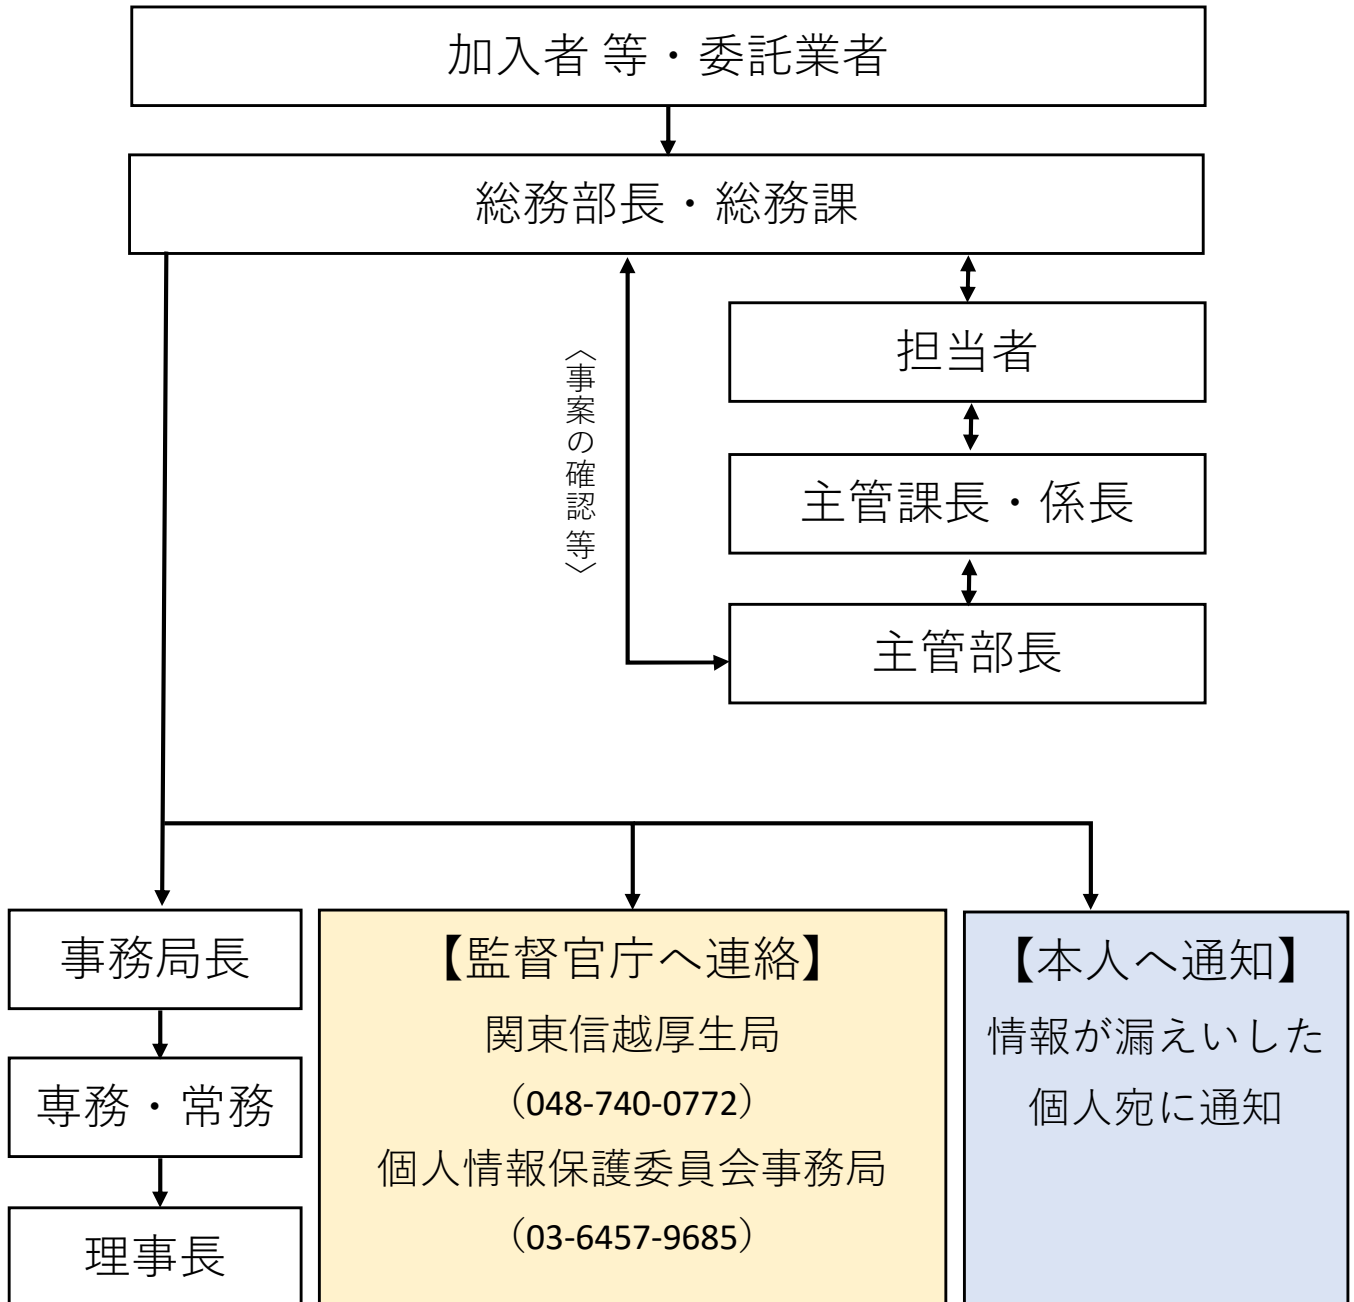 加入者 等・委託業者
総務部長・総務課
担当者
〈事案の確認 等〉
主管課長・係長
主管部長
事務局長
専務・常務
理事長
【監督官庁へ連絡】
関東信越厚生局
（048-740-0772）
個人情報保護委員会事務局
（03-6457-9685）
【本人へ通知】
情報が漏えいした
個人宛に通知